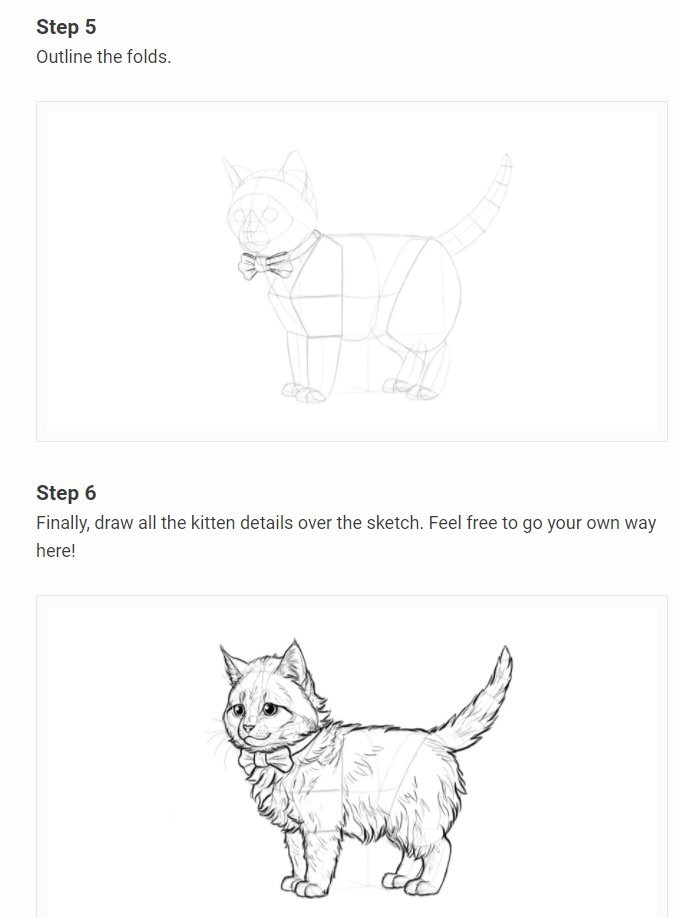 Step 5
Outline the folds.
Step 6
Finally, draw all the kitten details over the sketch. Feel free to go your own way
here!